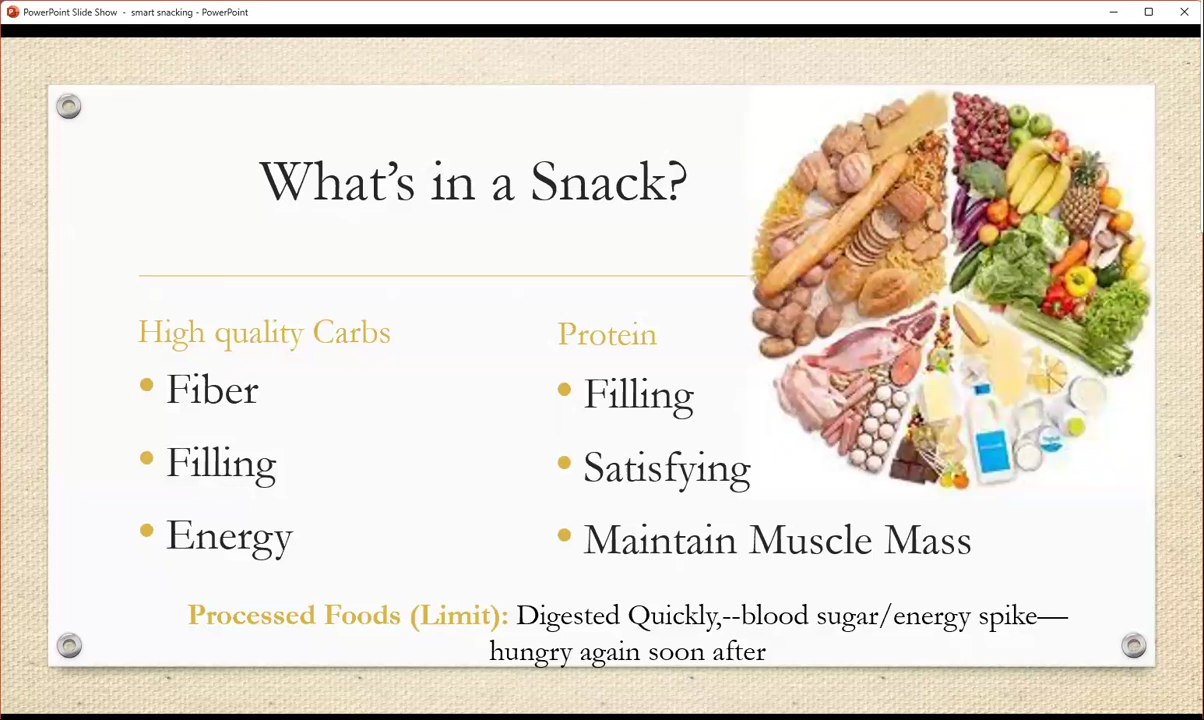 PowerPoint Slide Show - smart snacking - PowerPoint
What's in a Snack?
High quality Carbs
• Fiber
• Filling
• Energy
Protein
• Filling
• Satisfying
• Maintain Muscle Mass
Processed Foods (Limit): Digested Quickly,--blood sugar/energy spike—
hungry again soon after